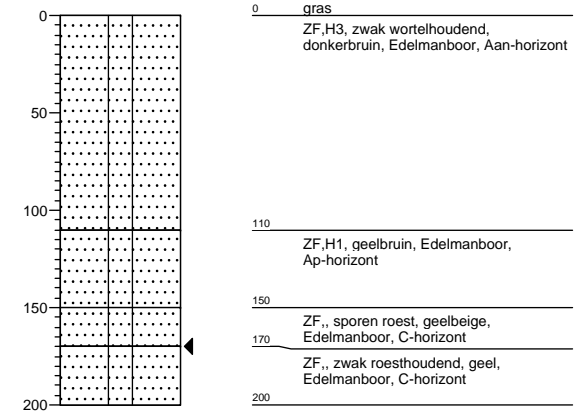 0
50
100
150
200
0 gras
ZF,H3, zwak wortelhoudend,
donkerbruin, Edelmanboor, Aan-horizont
110
ZF,H1, geelbruin, Edelmanboor,
Ap-horizont
150
ZF,, sporen roest, geelbeige,
Edelmanboor, C-horizont
170
ZF,, zwak roesthoudend, geel,
Edelmanboor, C-horizont
200